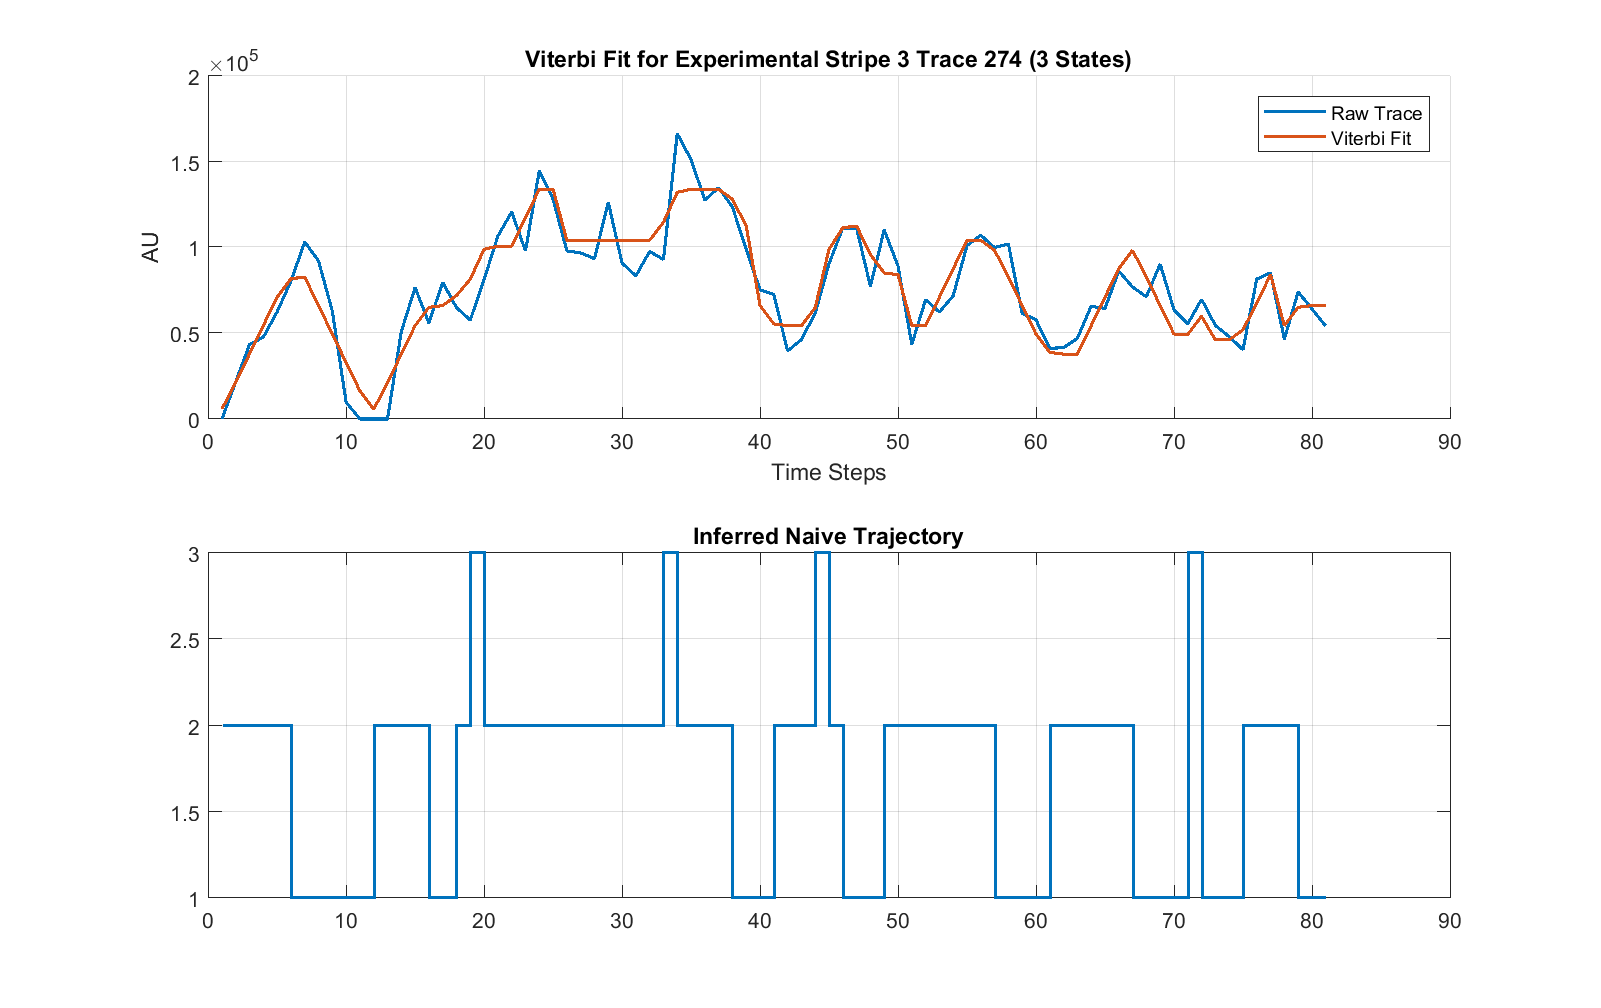 Viterbi Fit for Experimental Stripe 3 Trace 274 (3 States)
×10⁵
2
1.5
1
0.5
0
AU
Raw Trace
Viterbi Fit
0 10 20 30 40 50 60 70 80 90
Time Steps
Inferred Naive Trajectory
3
2.5
2
1.5
1
0 10 20 30 40 50 60 70 80 90